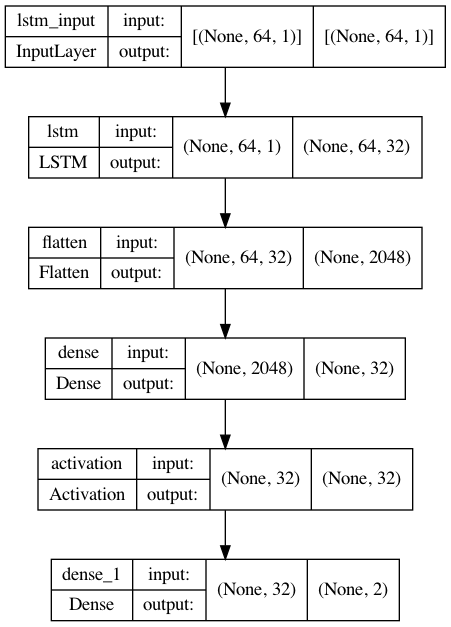 lstm_input input: [(None, 64, 1)] [(None, 64, 1)]
InputLayer output:
lstm input: (None, 64, 1) (None, 64, 32)
LSTM output:
flatten input: (None, 64, 32) (None, 2048)
Flatten output:
dense input: (None, 2048) (None, 32)
Dense output:
activation input: (None, 32) (None, 32)
Activation output:
dense_1 input: (None, 32) (None, 2)
Dense output: